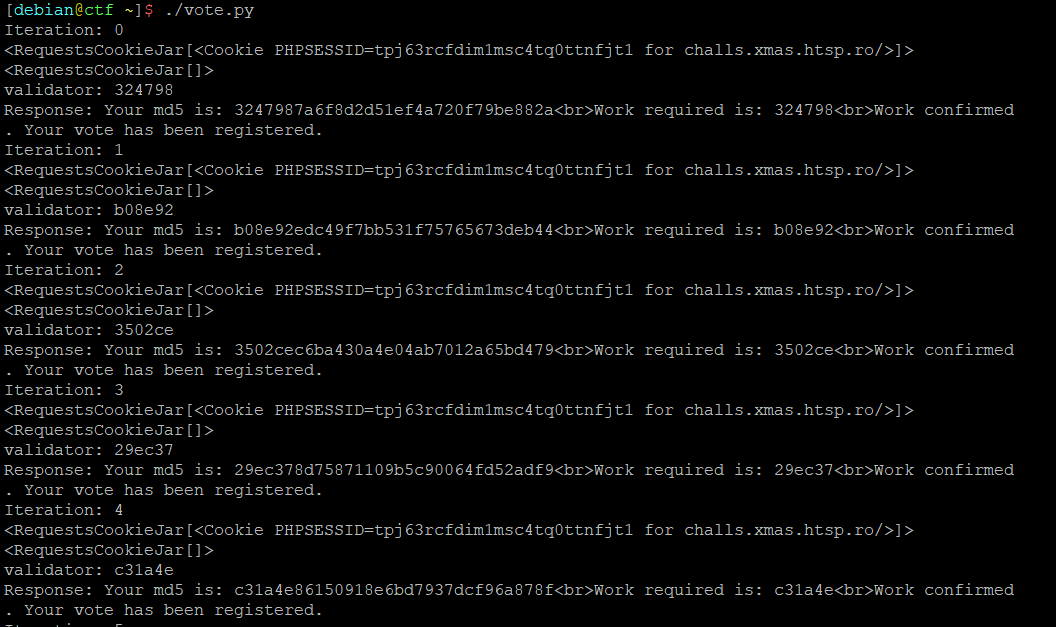 [debian@ctf ~]$ ./vote.py
Iteration: 0
<RequestsCookieJar[<Cookie PHPSESSID=tpj63rcfdim1msc4tq0ttnfjt1 for challs.xmas.htsp.ro/>]>
<RequestsCookieJar[]>
validator: 324798
Response: Your md5 is: 3247987a6f8d2d51ef4a720f79be882a<br>Work required is: 324798<br>Work confirmed
. Your vote has been registered.
Iteration: 1
<RequestsCookieJar[<Cookie PHPSESSID=tpj63rcfdim1msc4tq0ttnfjt1 for challs.xmas.htsp.ro/>]>
<RequestsCookieJar[]>
validator: b08e92
Response: Your md5 is: b08e92edc49f7bb531f75765673deb44<br>Work required is: b08e92<br>Work confirmed
. Your vote has been registered.
Iteration: 2
<RequestsCookieJar[<Cookie PHPSESSID=tpj63rcfdim1msc4tq0ttnfjt1 for challs.xmas.htsp.ro/>]>
<RequestsCookieJar[]>
validator: 3502ce
Response: Your md5 is: 3502cec6ba430a4e04ab7012a65bd479<br>Work required is: 3502ce<br>Work confirmed
. Your vote has been registered.
Iteration: 3
<RequestsCookieJar[<Cookie PHPSESSID=tpj63rcfdim1msc4tq0ttnfjt1 for challs.xmas.htsp.ro/>]>
<RequestsCookieJar[]>
validator: 29ec37
Response: Your md5 is: 29ec378d75871109b5c90064fd52adf9<br>Work required is: 29ec37<br>Work confirmed
. Your vote has been registered.
Iteration: 4
<RequestsCookieJar[<Cookie PHPSESSID=tpj63rcfdim1msc4tq0ttnfjt1 for challs.xmas.htsp.ro/>]>
<RequestsCookieJar[]>
validator: c31a4e
Response: Your md5 is: c31a4e86150918e6bd7937dcf96a878f<br>Work required is: c31a4e<br>Work confirmed
. Your vote has been registered.